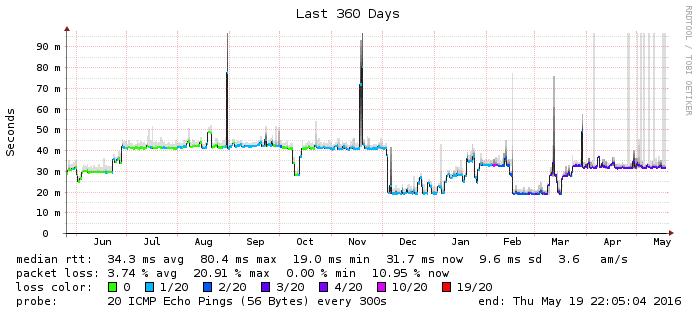 Last 360 Days
RRDTOOL / TOBI OETIKER
Seconds
90 m
80 m
70 m
60 m
50 m
40 m
30 m
20 m
10 m
0
Jun Jul Aug Sep Oct Nov Dec Jan Feb Mar Apr May
median rtt: 34.3 ms avg 80.4 ms max 19.0 ms min 31.7 ms now 9.6 ms sd 3.6 am/s
packet loss: 3.74 % avg 20.91 % max 0.00 % min 10.95 % now
loss color: 0 1/20 2/20 3/20 4/20 10/20 19/20
probe: 20 ICMP Echo Pings (56 Bytes) every 300s end: Thu May 19 22:05:04 2016